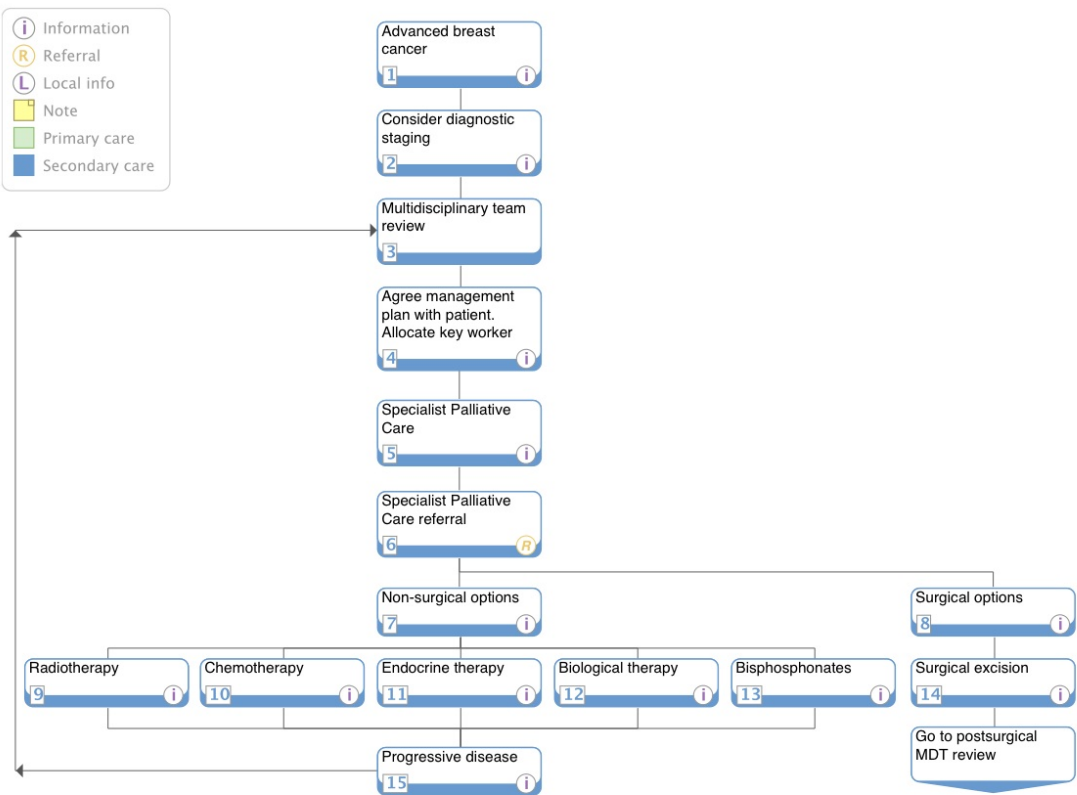 i Information
R Referral
L Local info
Note
Primary care
Secondary care
Advanced breast
cancer
1 i
Consider diagnostic
staging
2 i
Multidisciplinary team
review
3
Agree management
plan with patient.
Allocate key worker
4 i
Specialist Palliative
Care
5 i
Specialist Palliative
Care referral
6 R
Non-surgical options
7 i
Surgical options
8 i
Radiotherapy
9 i
Chemotherapy
10 i
Endocrine therapy
11 i
Biological therapy
12 i
Bisphosphonates
13 i
Surgical excision
14 i
Progressive disease
15 i
Go to postsurgical
MDT review